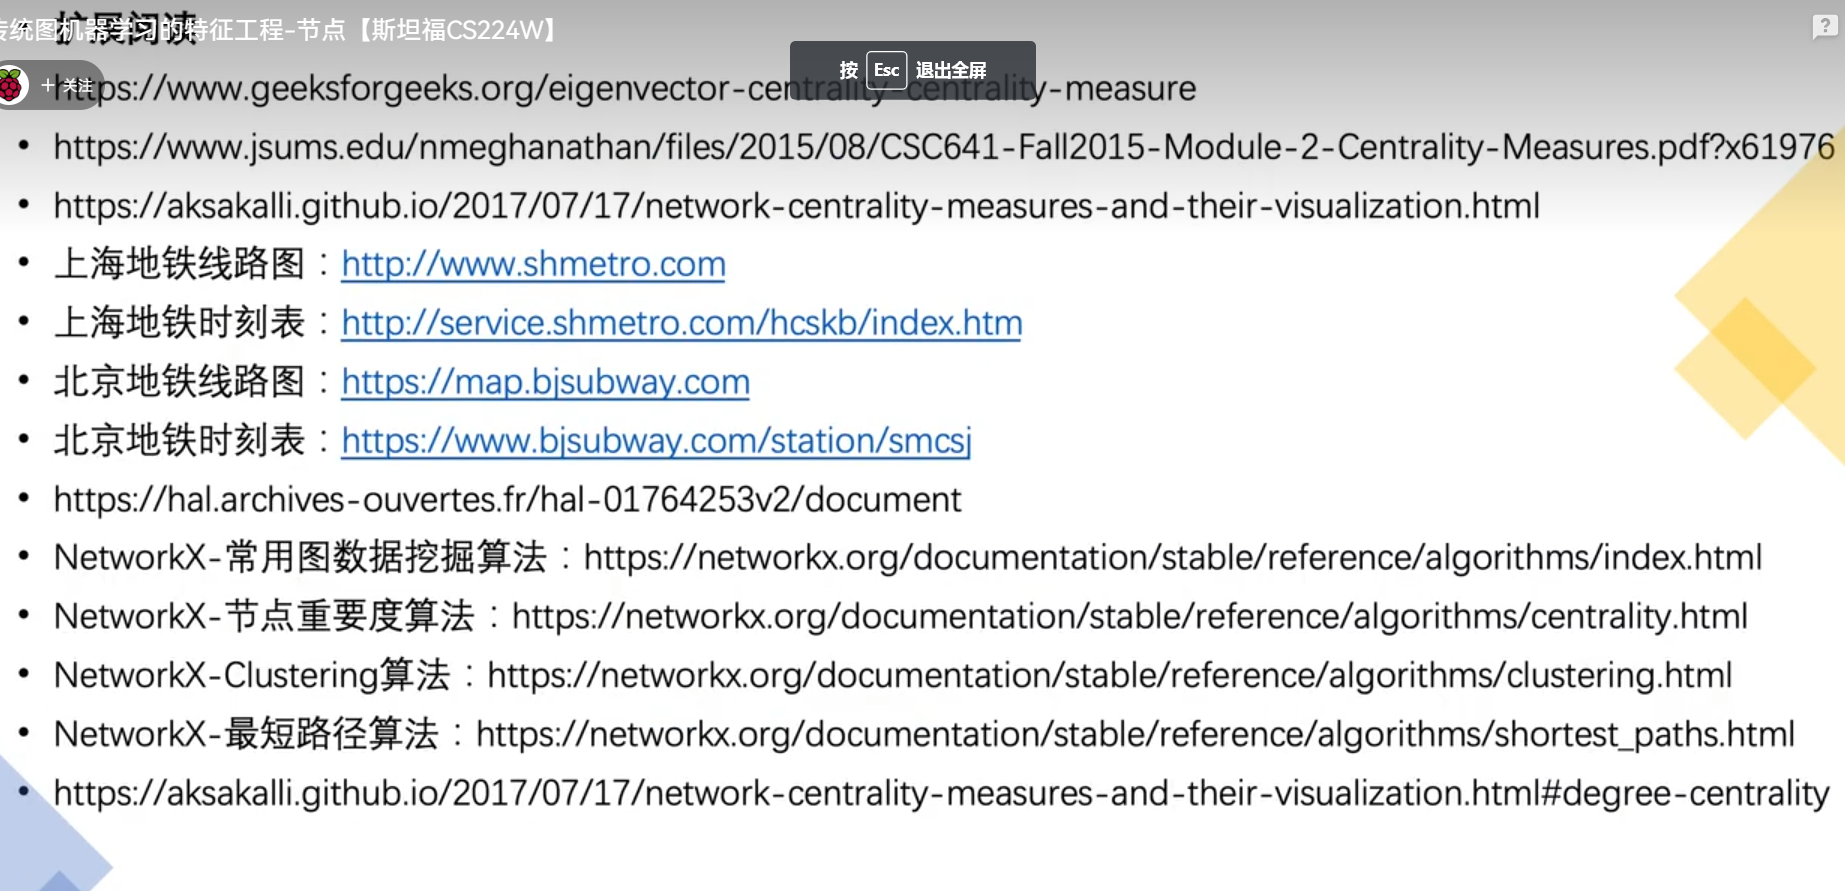 传统图机器学习的特征工程-节点【斯坦福CS224W】
扩展阅读
+ 关注
按 Esc 退出全屏
?
https://www.geeksforgeeks.org/eigenvector-centrality-centrality-measure
• https://www.jsums.edu/nmeghanathan/files/2015/08/CSC641-Fall2015-Module-2-Centrality-Measures.pdf?x61976
• https://aksakalli.github.io/2017/07/17/network-centrality-measures-and-their-visualization.html
• 上海地铁线路图：http://www.shmetro.com
• 上海地铁时刻表：http://service.shmetro.com/hcskb/index.htm
• 北京地铁线路图：https://map.bjsubway.com
• 北京地铁时刻表：https://www.bjsubway.com/station/smcsj
• https://hal.archives-ouvertes.fr/hal-01764253v2/document
• NetworkX-常用图数据挖掘算法：https://networkx.org/documentation/stable/reference/algorithms/index.html
• NetworkX-节点重要度算法：https://networkx.org/documentation/stable/reference/algorithms/centrality.html
• NetworkX-Clustering算法：https://networkx.org/documentation/stable/reference/algorithms/clustering.html
• NetworkX-最短路径算法：https://networkx.org/documentation/stable/reference/algorithms/shortest_paths.html
• https://aksakalli.github.io/2017/07/17/network-centrality-measures-and-their-visualization.html#degree-centrality